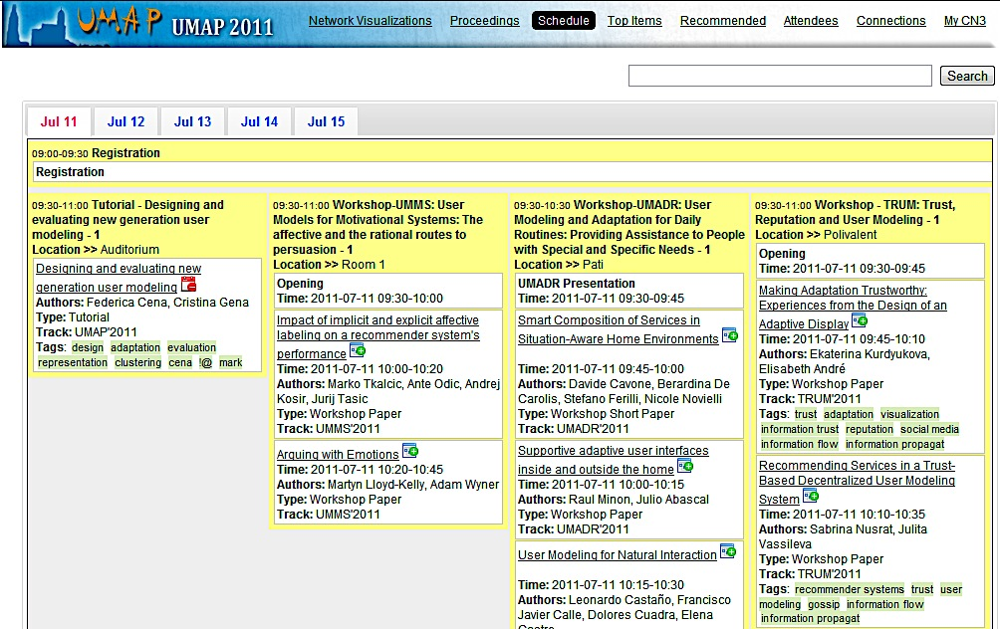 UMAP UMAP 2011
Network Visualizations Proceedings Schedule Top Items Recommended Attendees Connections My CN3
Search
Jul 11 Jul 12 Jul 13 Jul 14 Jul 15
09:00-09:30 Registration
Registration
09:30-11:00 Tutorial - Designing and
evaluating new generation user
modeling - 1
Location >> Auditorium
Designing and evaluating new
generation user modeling
Authors: Federica Cena, Cristina Gena
Type: Tutorial
Track: UMAP'2011
Tags: design adaptation evaluation
representation clustering cena !@ mark
09:30-11:00 Workshop-UMMS: User
Models for Motivational Systems: The
affective and the rational routes to
persuasion - 1
Location >> Room 1
Opening
Time: 2011-07-11 09:30-10:00
Impact of implicit and explicit affective
labeling on a recommender system's
performance
Time: 2011-07-11 10:00-10:20
Authors: Marko Tkalcic, Ante Odic, Andrej
Kosir, Jurij Tasic
Type: Workshop Paper
Track: UMMS'2011
Arguing with Emotions
Time: 2011-07-11 10:20-10:45
Authors: Martyn Lloyd-Kelly, Adam Wyner
Type: Workshop Paper
Track: UMMS'2011
09:30-10:30 Workshop-UMADR: User
Modeling and Adaptation for Daily
Routines: Providing Assistance to People
with Special and Specific Needs - 1
Location >> Pati
UMADR Presentation
Time: 2011-07-11 09:30-09:45
Smart Composition of Services in
Situation-Aware Home Environments
Time: 2011-07-11 09:45-10:00
Authors: Davide Cavone, Berardina De
Carolis, Stefano Ferilli, Nicole Novielli
Type: Workshop Short Paper
Track: UMADR'2011
Supportive adaptive user interfaces
inside and outside the home
Time: 2011-07-11 10:00-10:15
Authors: Raul Minon, Julio Abascal
Type: Workshop Paper
Track: UMADR'2011
User Modeling for Natural Interaction
Time: 2011-07-11 10:15-10:30
Authors: Leonardo Castaño, Francisco
Javier Calle, Dolores Cuadra, Elena
09:30-11:00 Workshop - TRUM: Trust,
Reputation and User Modeling - 1
Location >> Polivalent
Opening
Time: 2011-07-11 09:30-09:45
Making Adaptation Trustworthy:
Experiences from the Design of an
Adaptive Display
Time: 2011-07-11 09:45-10:10
Authors: Ekaterina Kurdyukova,
Elisabeth André
Type: Workshop Paper
Track: TRUM'2011
Tags: trust adaptation visualization
information trust reputation social media
information flow information propagat
Recommending Services in a Trust-
Based Decentralized User Modeling
System
Time: 2011-07-11 10:10-10:35
Authors: Sabrina Nusrat, Julita
Vassileva
Type: Workshop Paper
Track: TRUM'2011
Tags: recommender systems trust user
modeling gossip information flow
information propagat